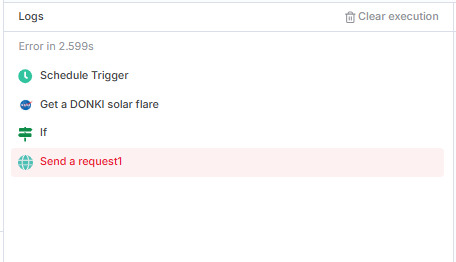 Logs
Clear execution
Error in 2.599s
Schedule Trigger
Get a DONKI solar flare
If
Send a request1